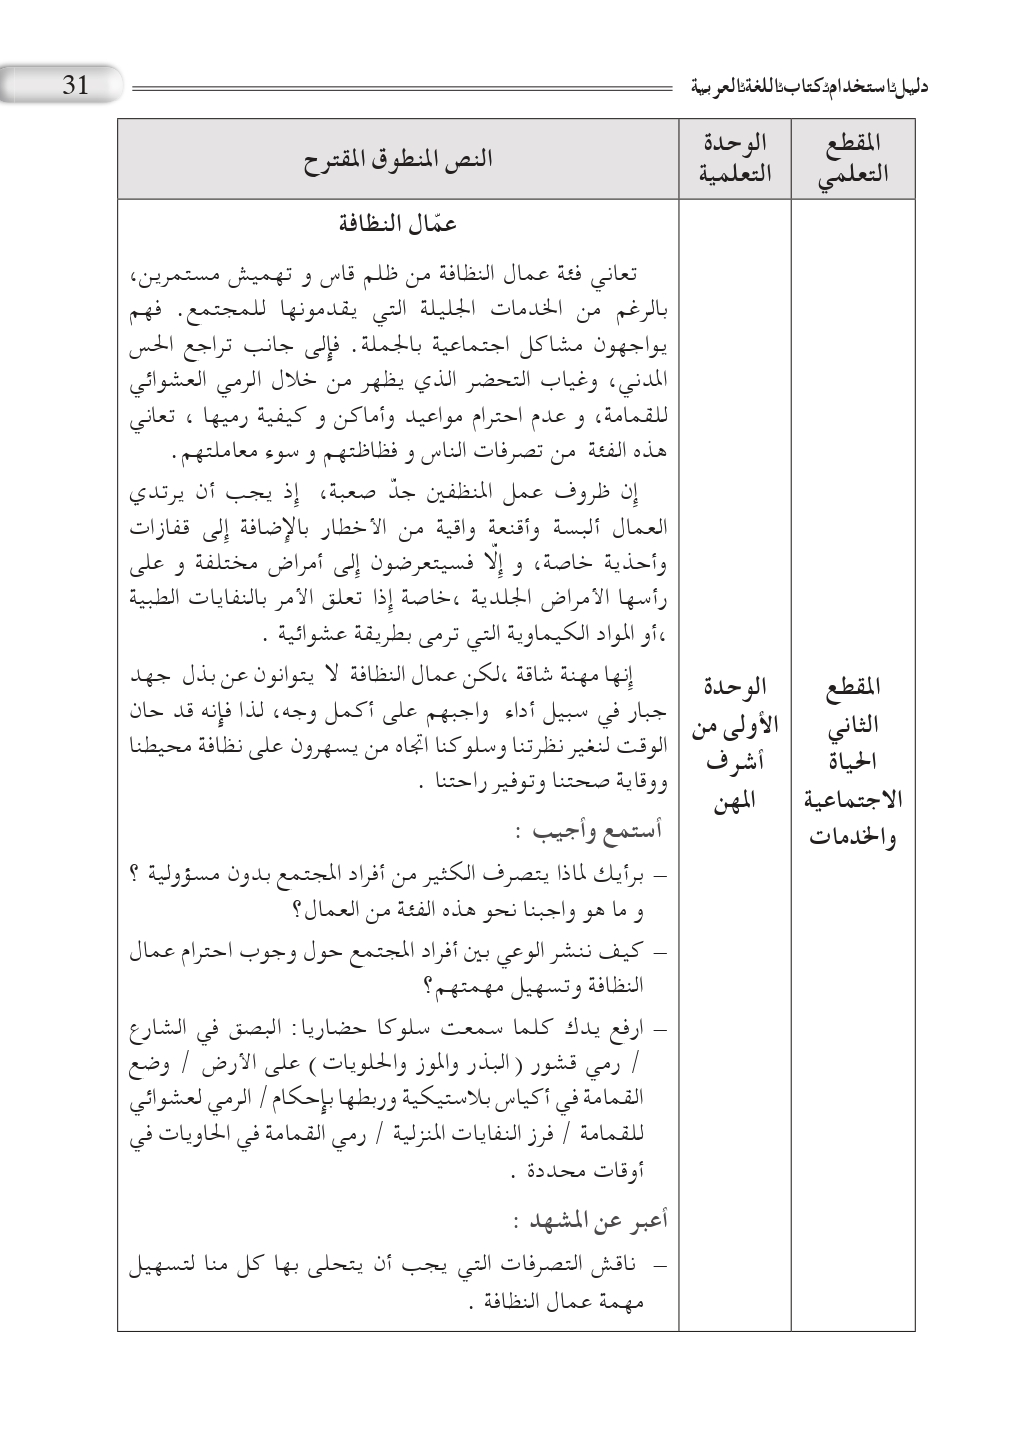 دليل استخدام كتاب اللغة العربية
31
المقطع
التعلمي
الوحدة
التعلمية
النص المنطوق المقترح
المقطع
الثاني
الحياة
الاجتماعية
والخدمات
الوحدة
الأولى من
أشرف
المهن
عمّال النظافة
تعاني فئة عمال النظافة من ظلم قاس و تهميش مستمرين،
بالرغم من الخدمات الجليلة التي يقدمونها للمجتمع. فهم
يواجهون مشاكل اجتماعية بالجملة. فإلى جانب تراجع الحس
المدني، وغياب التحضر الذي يظهر من خلال الرمي العشوائي
للقمامة، و عدم احترام مواعيد وأماكن و كيفية رميها ، تعاني
هذه الفئة من تصرفات الناس و فظاظتهم و سوء معاملتهم.
إن ظروف عمل المنظفين جدّ صعبة، إذ يجب أن يرتدي
العمال ألبسة وأقنعة واقية من الأخطار بالإضافة إلى قفازات
وأحذية خاصة، و إلّا فسيتعرضون إلى أمراض مختلفة و على
رأسها الأمراض الجلدية ،خاصة إذا تعلق الأمر بالنفايات الطبية
،أو المواد الكيماوية التي ترمى بطريقة عشوائية .
إنها مهنة شاقة ،لكن عمال النظافة لا يتوانون عن بذل جهد
جبار في سبيل أداء واجبهم على أكمل وجه، لذا فإنه قد حان
الوقت لنغير نظرتنا وسلوكنا اتجاه من يسهرون على نظافة محيطنا
ووقاية صحتنا وتوفير راحتنا .
أستمع وأجيب :
– برأيك لماذا يتصرف الكثير من أفراد المجتمع بدون مسؤولية ؟
و ما هو واجبنا نحو هذه الفئة من العمال؟
– كيف ننشر الوعي بين أفراد المجتمع حول وجوب احترام عمال
النظافة وتسهيل مهمتهم؟
– ارفع يدك كلما سمعت سلوكا حضاريا: البصق في الشارع
/ رمي قشور (البذر والموز والحلويات) على الأرض / وضع
القمامة في أكياس بلاستيكية وربطها بإحكام/ الرمي لعشوائي
للقمامة / فرز النفايات المنزلية / رمي القمامة في الحاويات في
أوقات محددة .
أعبر عن المشهد :
– ناقش التصرفات التي يجب أن يتحلى بها كل منا لتسهيل
مهمة عمال النظافة .